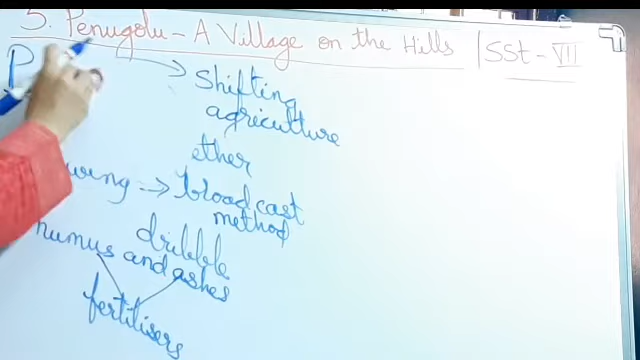 5. Penugolu - A Village on the Hills | SSt - VII
P
shifting
agriculture
ether
wing -> broadcast
method
dribble
humus and ashes
fertilisers